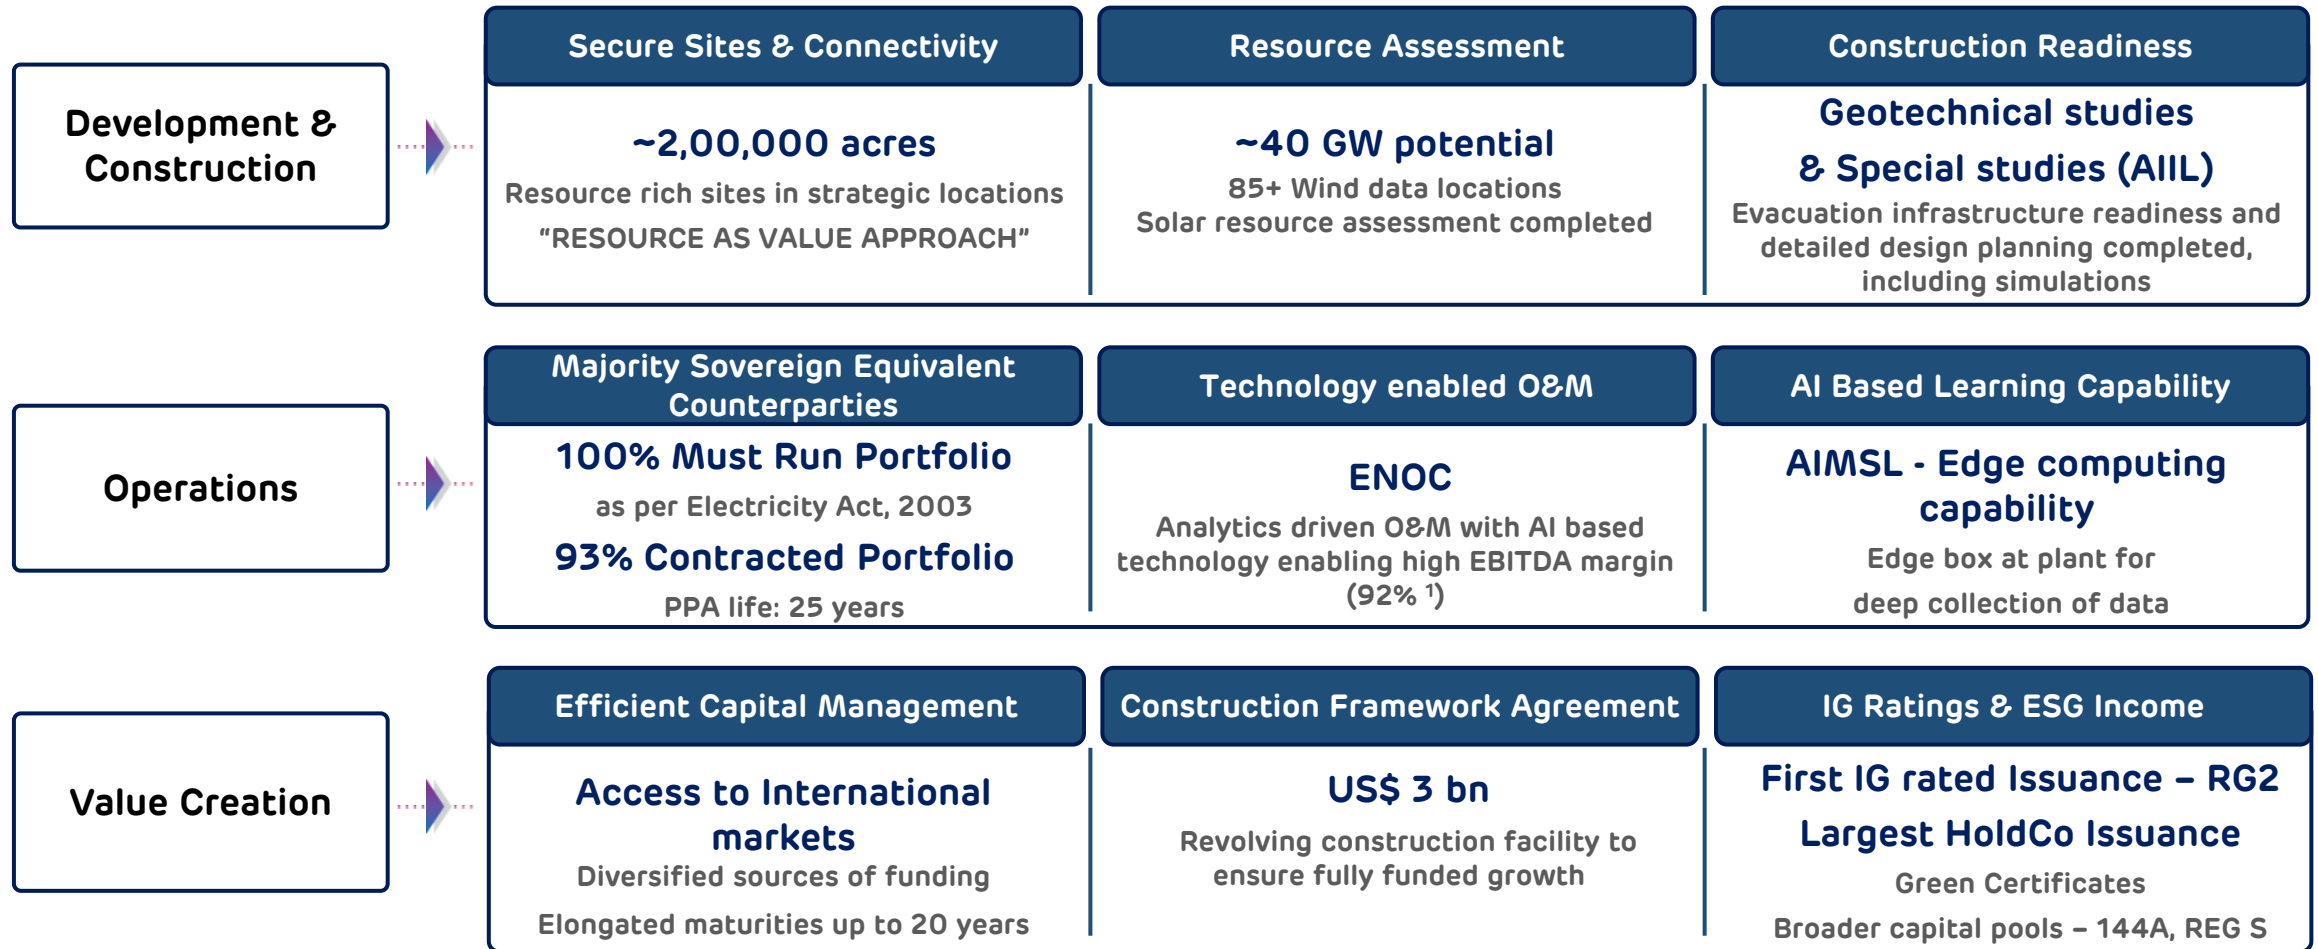 Development &
Construction
Secure Sites & Connectivity
~2,00,000 acres
Resource rich sites in strategic locations
“RESOURCE AS VALUE APPROACH”
Resource Assessment
~40 GW potential
85+ Wind data locations
Solar resource assessment completed
Construction Readiness
Geotechnical studies
& Special studies (AIIL)
Evacuation infrastructure readiness and
detailed design planning completed,
including simulations
Operations
Majority Sovereign Equivalent
Counterparties
100% Must Run Portfolio
as per Electricity Act, 2003
93% Contracted Portfolio
PPA life: 25 years
Technology enabled O&M
ENOC
Analytics driven O&M with AI based
technology enabling high EBITDA margin
(92% ¹)
AI Based Learning Capability
AIMSL - Edge computing
capability
Edge box at plant for
deep collection of data
Value Creation
Efficient Capital Management
Access to International
markets
Diversified sources of funding
Elongated maturities up to 20 years
Construction Framework Agreement
US$ 3 bn
Revolving construction facility to
ensure fully funded growth
IG Ratings & ESG Income
First IG rated Issuance – RG2
Largest HoldCo Issuance
Green Certificates
Broader capital pools – 144A, REG S